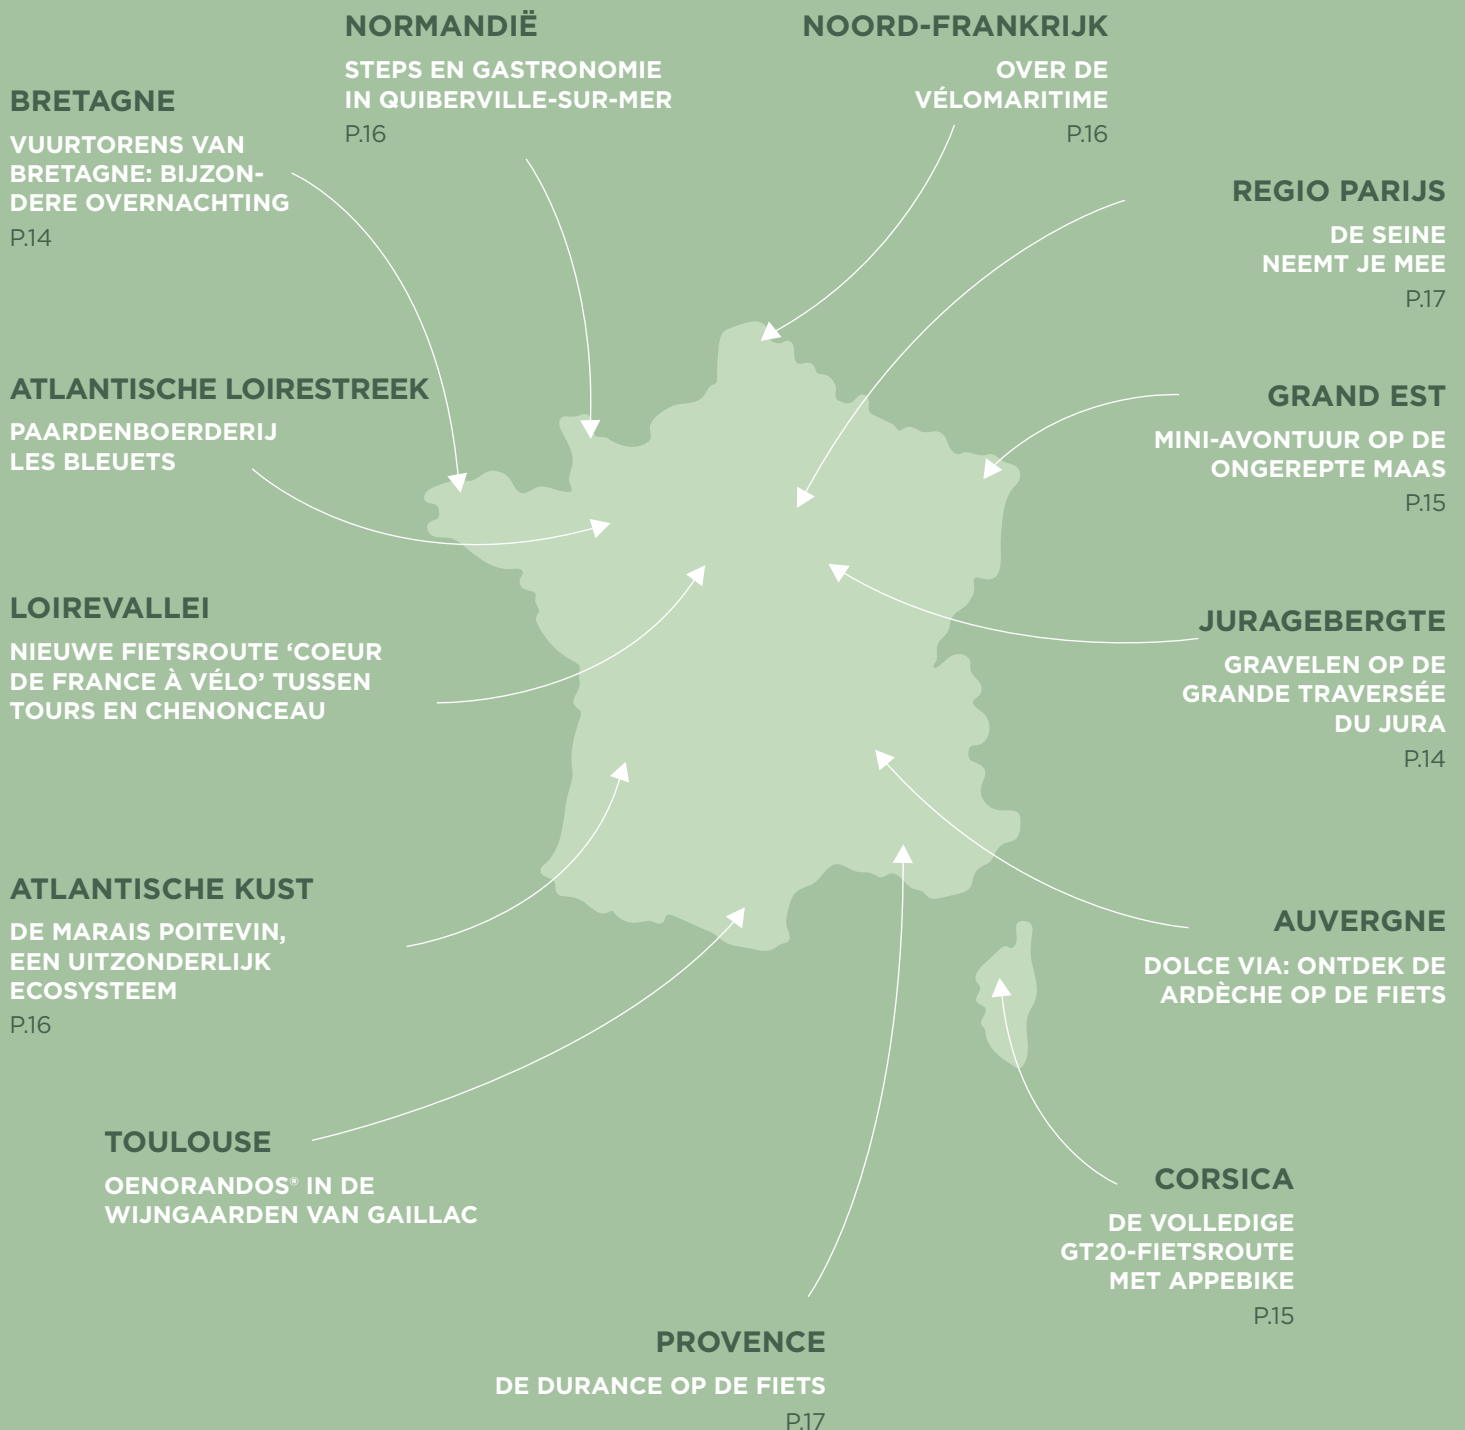 NORMANDIË
STEPS EN GASTRONOMIE
IN QUIBERVILLE-SUR-MER
P.16
NOORD-FRANKRIJK
OVER DE
VÉLOMARITIME
P.16
BRETAGNE
VUURTORENS VAN
BRETAGNE: BIJZON-
DERE OVERNACHTING
P.14
REGIO PARIJS
DE SEINE
NEEMT JE MEE
P.17
ATLANTISCHE LOIRESTREEK
PAARDENBOERDERIJ
LES BLEUETS
GRAND EST
MINI-AVONTUUR OP DE
ONGEREPTE MAAS
P.15
LOIREVALLEI
NIEUWE FIETSROUTE ‘COEUR
DE FRANCE À VÉLO’ TUSSEN
TOURS EN CHENONCEAU
JURAGEBERGTE
GRAVELEN OP DE
GRANDE TRAVERSÉE
DU JURA
P.14
ATLANTISCHE KUST
DE MARAIS POITEVIN,
EEN UITZONDERLIJK
ECOSYSTEEM
P.16
AUVERGNE
DOLCE VIA: ONTDEK DE
ARDÈCHE OP DE FIETS
TOULOUSE
OENORANDOS® IN DE
WIJNGAARDEN VAN GAILLAC
CORSICA
DE VOLLEDIGE
GT20-FIETSROUTE
MET APPEBIKE
P.15
PROVENCE
DE DURANCE OP DE FIETS
P.17